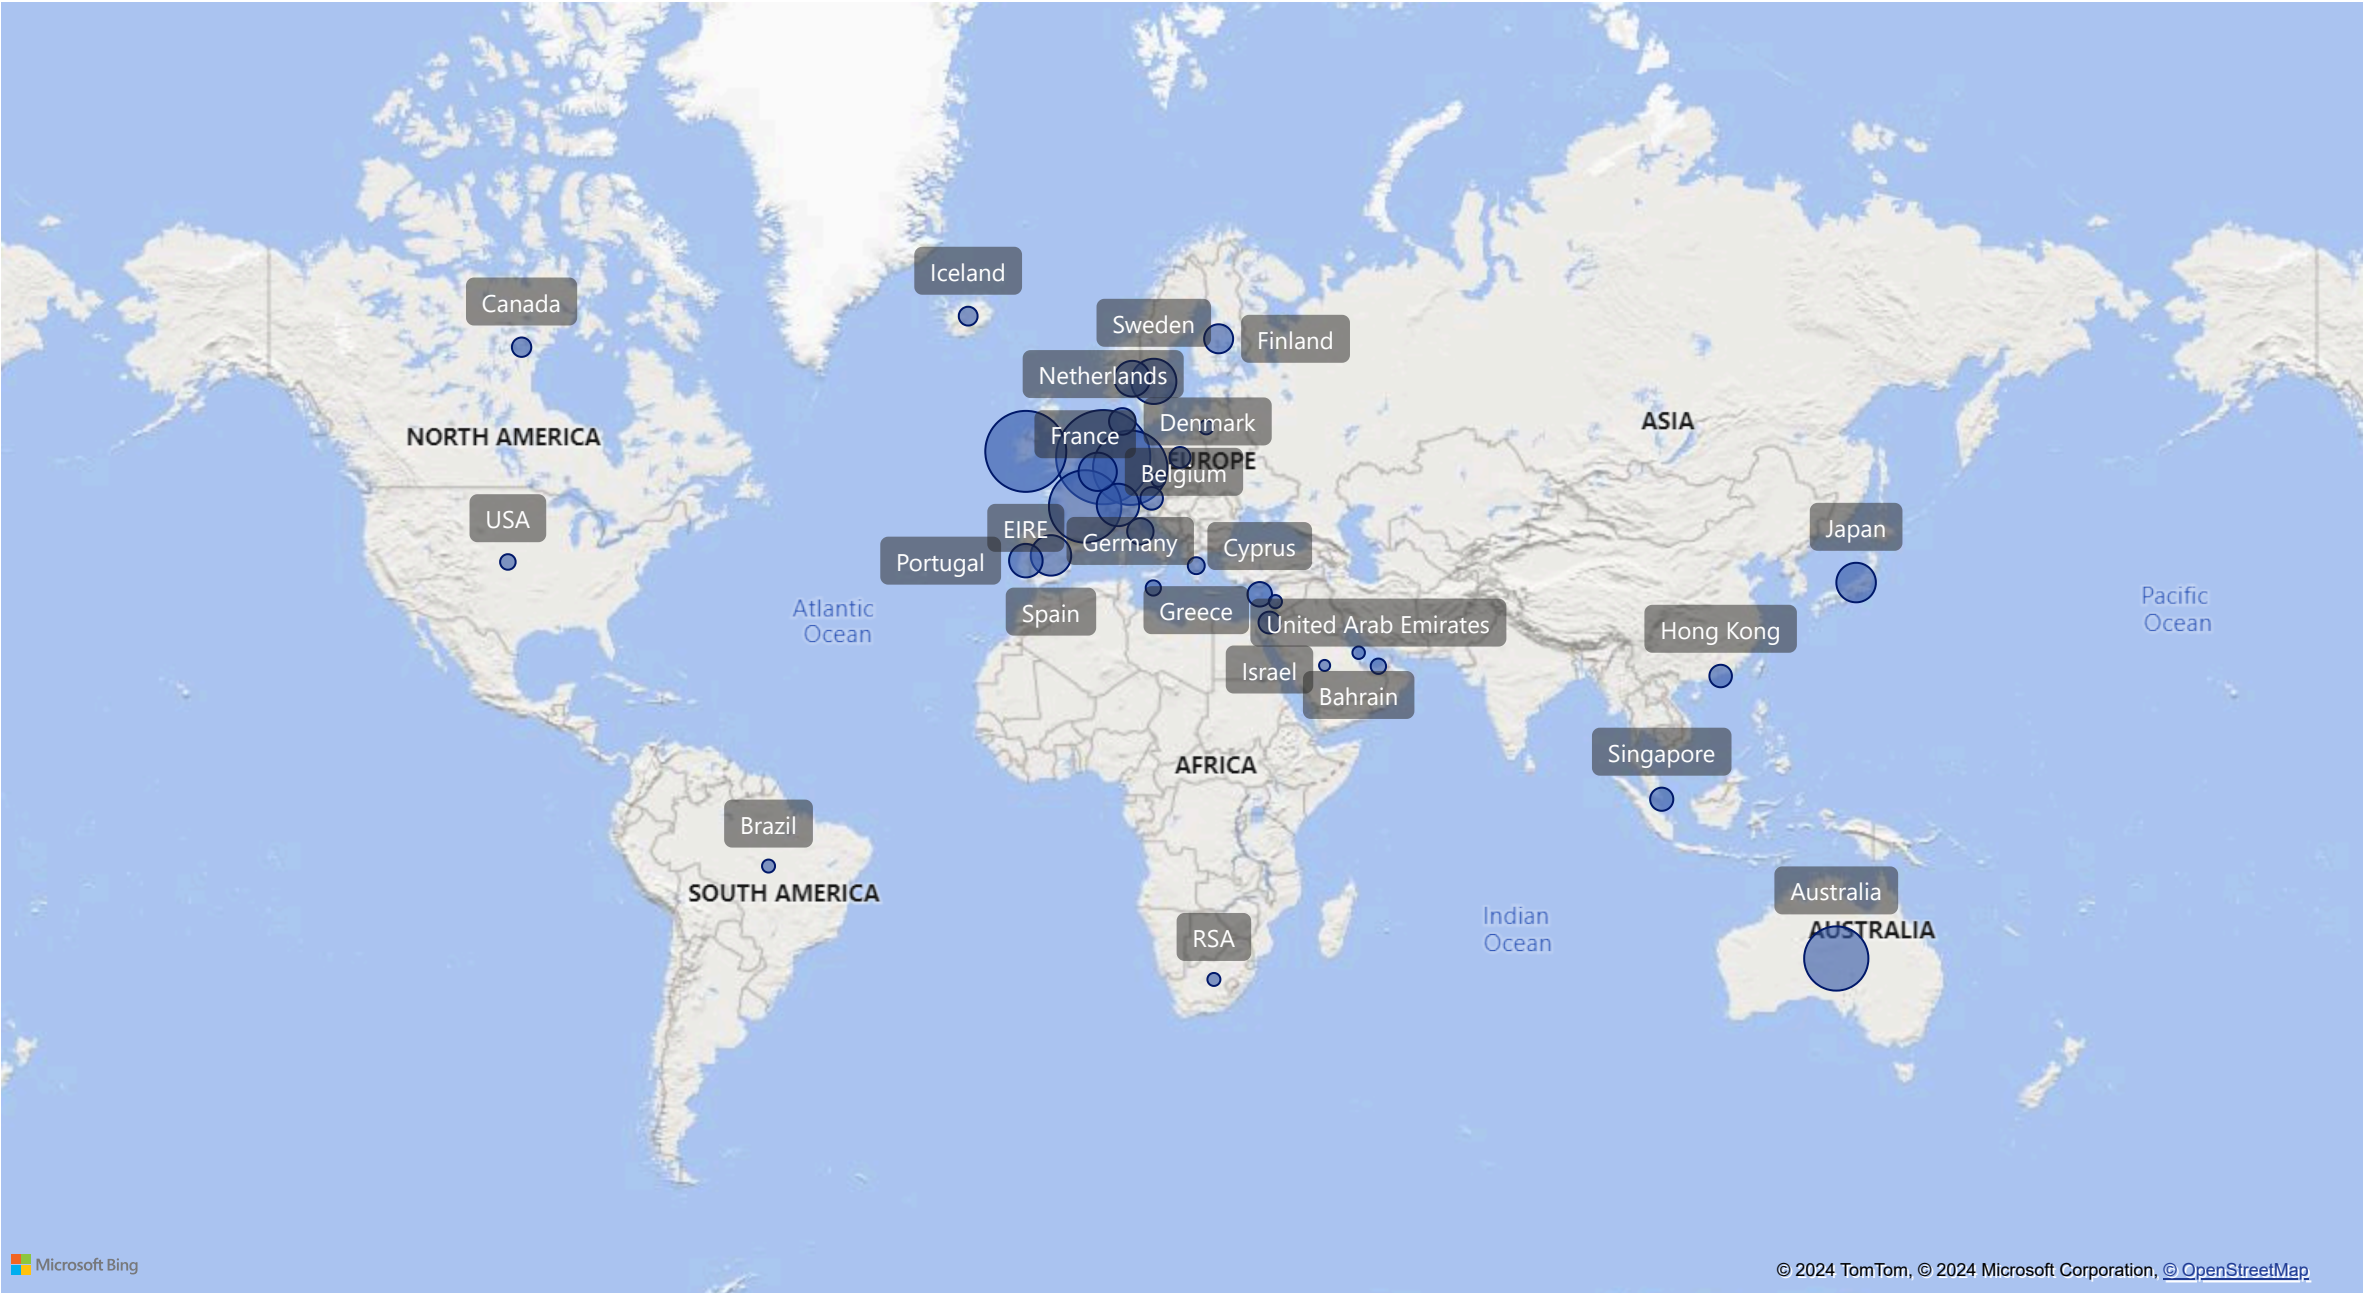 Iceland
Canada
Sweden
Finland
Netherlands
ASIA
Denmark
France
NORTH AMERICA
EUROPE
Belgium
USA
EIRE
Japan
Germany
Cyprus
Portugal
Atlantic
Ocean
Pacific
Ocean
Spain
Greece
United Arab Emirates
Hong Kong
Israel
Bahrain
Singapore
AFRICA
Brazil
SOUTH AMERICA
Australia
AUSTRALIA
Indian
Ocean
RSA
Microsoft Bing
© 2024 TomTom, © 2024 Microsoft Corporation, © OpenStreetMap